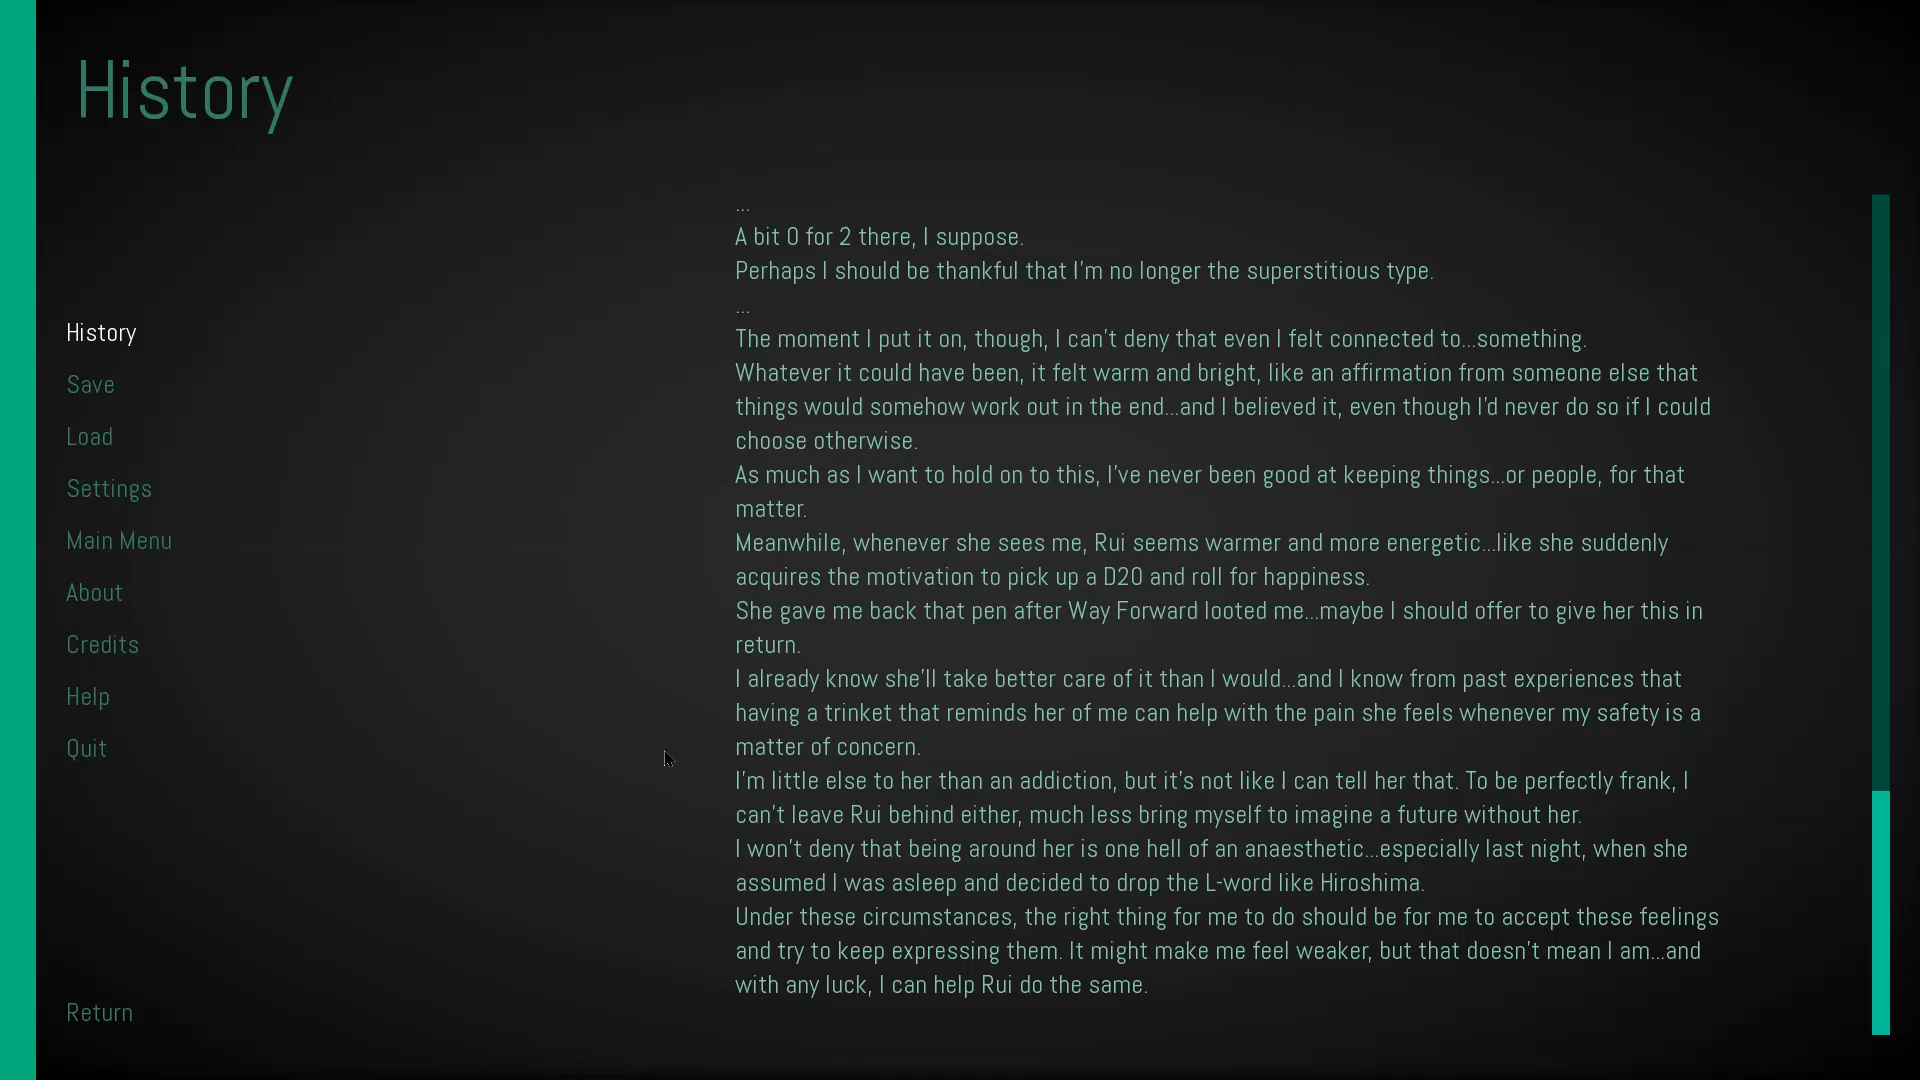 History
History
Save
Load
Settings
Main Menu
About
Credits
Help
Quit
Return
...
A bit 0 for 2 there, I suppose.
Perhaps I should be thankful that I'm no longer the superstitious type.
...
The moment I put it on, though, I can't deny that even I felt connected to...something.
Whatever it could have been, it felt warm and bright, like an affirmation from someone else that
things would somehow work out in the end...and I believed it, even though I'd never do so if I could
choose otherwise.
As much as I want to hold on to this, I've never been good at keeping things...or people, for that
matter.
Meanwhile, whenever she sees me, Rui seems warmer and more energetic...like she suddenly
acquires the motivation to pick up a D20 and roll for happiness.
She gave me back that pen after Way Forward looted me...maybe I should offer to give her this in
return.
I already know she'll take better care of it than I would...and I know from past experiences that
having a trinket that reminds her of me can help with the pain she feels whenever my safety is a
matter of concern.
I'm little else to her than an addiction, but it's not like I can tell her that. To be perfectly frank, I
can't leave Rui behind either, much less bring myself to imagine a future without her.
I won't deny that being around her is one hell of an anaesthetic...especially last night, when she
assumed I was asleep and decided to drop the L-word like Hiroshima.
Under these circumstances, the right thing for me to do should be for me to accept these feelings
and try to keep expressing them. It might make me feel weaker, but that doesn't mean I am...and
with any luck, I can help Rui do the same.